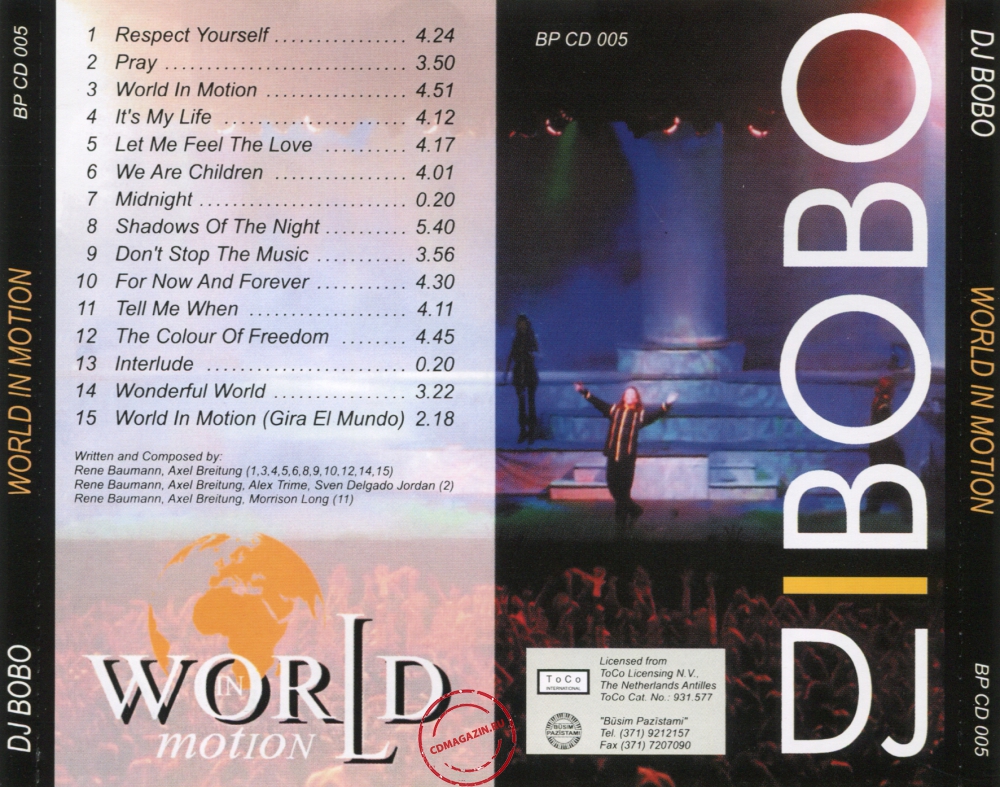 BP CD 005
WORLD IN MOTION
DJ BOBO
1 Respect Yourself ................... 4.24
2 Pray ...................................... 3.50
3 World In Motion .................... 4.51
4 It's My Life ........................... 4.12
5 Let Me Feel The Love .......... 4.17
6 We Are Children ................... 4.01
7 Midnight ............................... 0.20
8 Shadows Of The Night .......... 5.40
9 Don't Stop The Music ............ 3.56
10 For Now And Forever ............. 4.30
11 Tell Me When ....................... 4.11
12 The Colour Of Freedom ........ 4.45
13 Interlude .............................. 0.20
14 Wonderful World ................... 3.22
15 World In Motion (Gira El Mundo) 2.18
Written and Composed by:
Rene Baumann, Axel Breitung (1,3,4,5,6,8,9,10,12,14,15)
Rene Baumann, Axel Breitung, Alex Trime, Sven Delgado Jordan (2)
Rene Baumann, Axel Breitung, Morrison Long (11)
WORLD
IN
motion
CDMAGAZIN.RU
BP CD 005
DJ BOBO
ToCo
INTERNATIONAL
Licensed from
ToCo Licensing N.V.,
The Netherlands Antilles
ToCo Cat. No.: 931.577
BŪSIM
PAZĪSTAMI
"Būsim Pazīstami"
Tel. (371) 9212157
Fax (371) 7207090
DJ BOBO
WORLD IN MOTION
BP CD 005